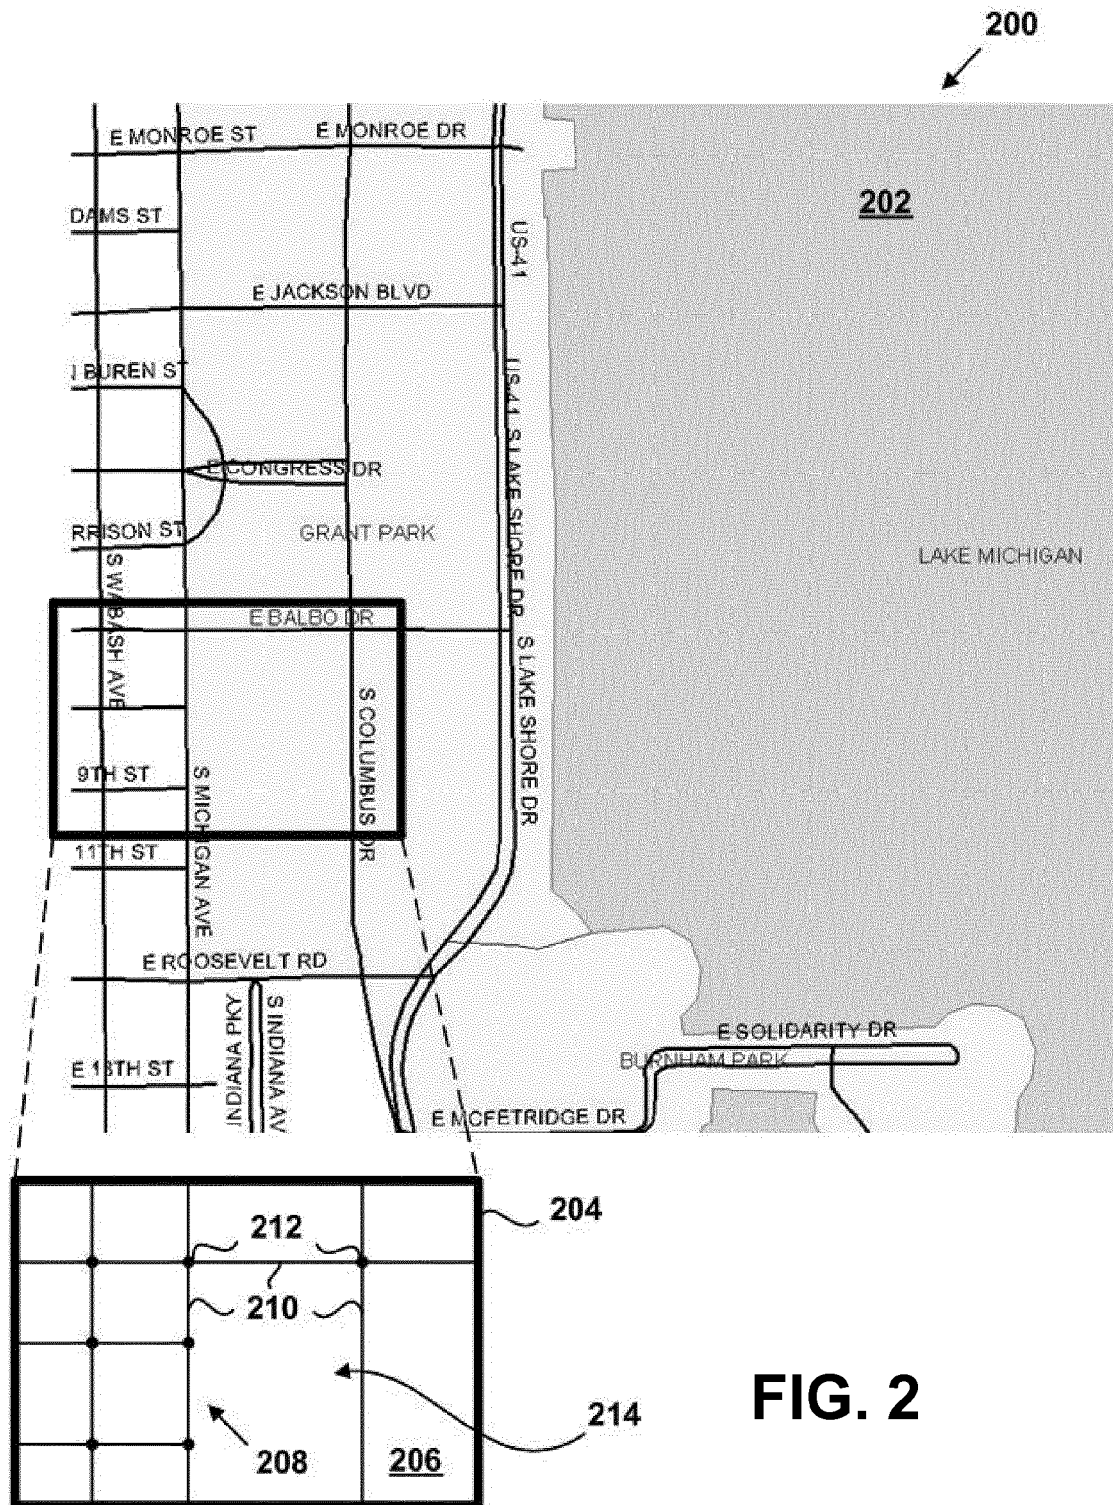 200
E MONROE ST
E MONROE DR
202
DAMS ST
US-41
E JACKSON BLVD
N BUREN ST
US-41 S LAKE SHORE DR
E CONGRESS DR
RRISON ST
GRANT PARK
LAKE MICHIGAN
S WABASH AVE
E BALBO DR
S LAKE SHORE DR
S COLUMBUS DR
9TH ST
S MICHIGAN AVE
11TH ST
E ROOSEVELT RD
INDIANA PKY
S INDIANA AV
E SOLIDARITY DR
BURNHAM PARK
E 18TH ST
E MCFETRIDGE DR
204
212
210
214
208
206
FIG. 2